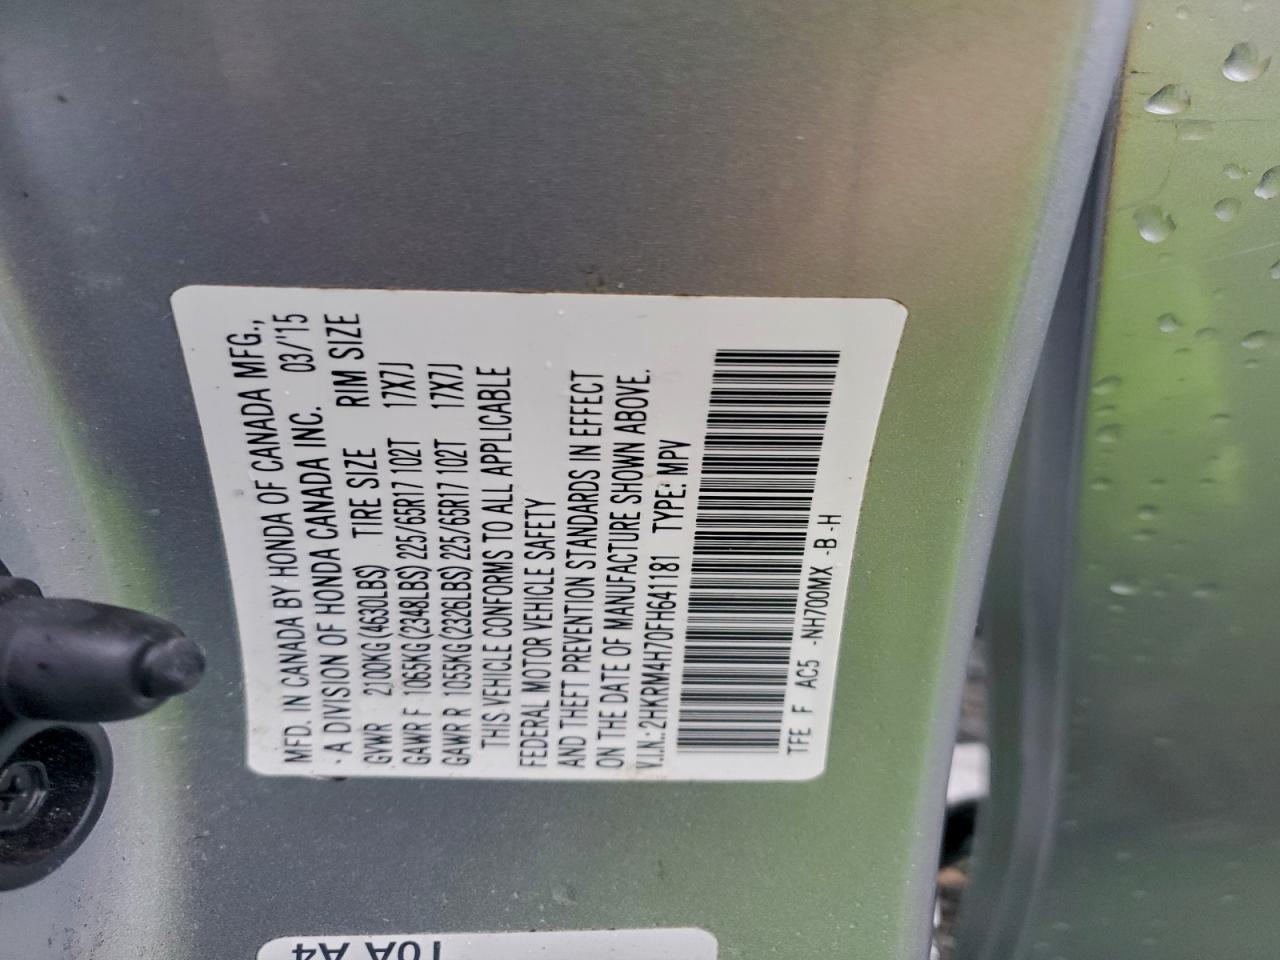 MFD. IN CANADA BY HONDA OF CANADA MFG.,
· A DIVISION OF HONDA CANADA INC. 03/'15
GVWR 2100KG(4630LBS) TIRE SIZE RIM SIZE
GAWR F 1065KG(2348LBS) 225/65R17 102T 17X7J
GAWR R 1055KG(2326LBS) 225/65R17 102T 17X7J
THIS VEHICLE CONFORMS TO ALL APPLICABLE
FEDERAL MOTOR VEHICLE SAFETY
AND THEFT PREVENTION STANDARDS IN EFFECT
ON THE DATE OF MANUFACTURE SHOWN ABOVE.
V.I.N.: 2HKRM4H70FH641181 TYPE: MPV
TFE F AC5 -NH700MX -B -H